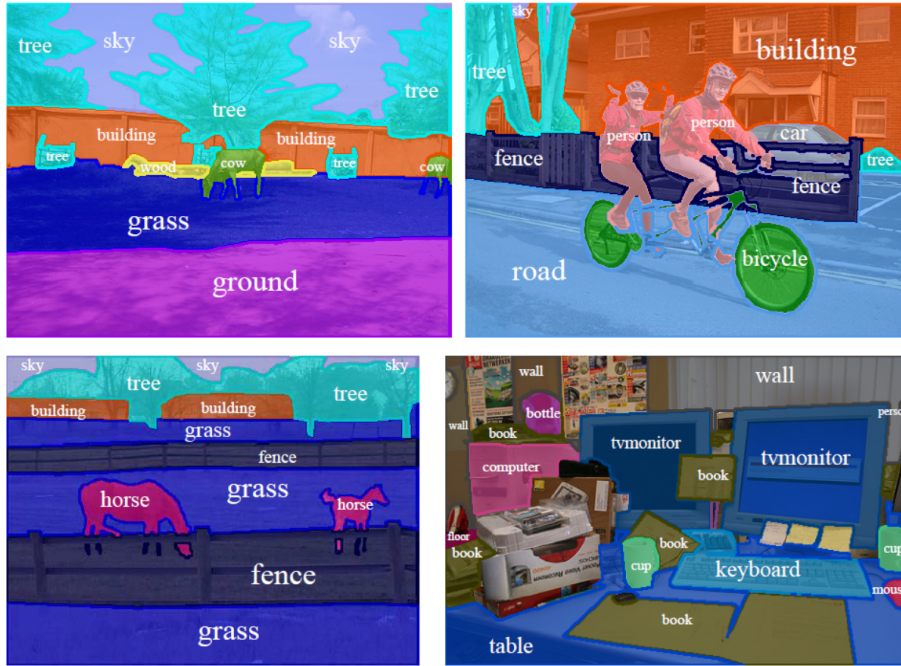 sky
sky
tree
tree
tree
building
building
tree
wood
cow
tree
cow
grass
ground
sky
building
tree
person
person
car
fence
tree
fence
road
bicycle
sky
sky
sky
tree
tree
building
building
grass
fence
grass
horse
horse
fence
grass
wall
wall
bottle
wall
book
tvmonitor
computer
tvmonitor
book
floor
book
book
cup
cup
keyboard
mous
book
table